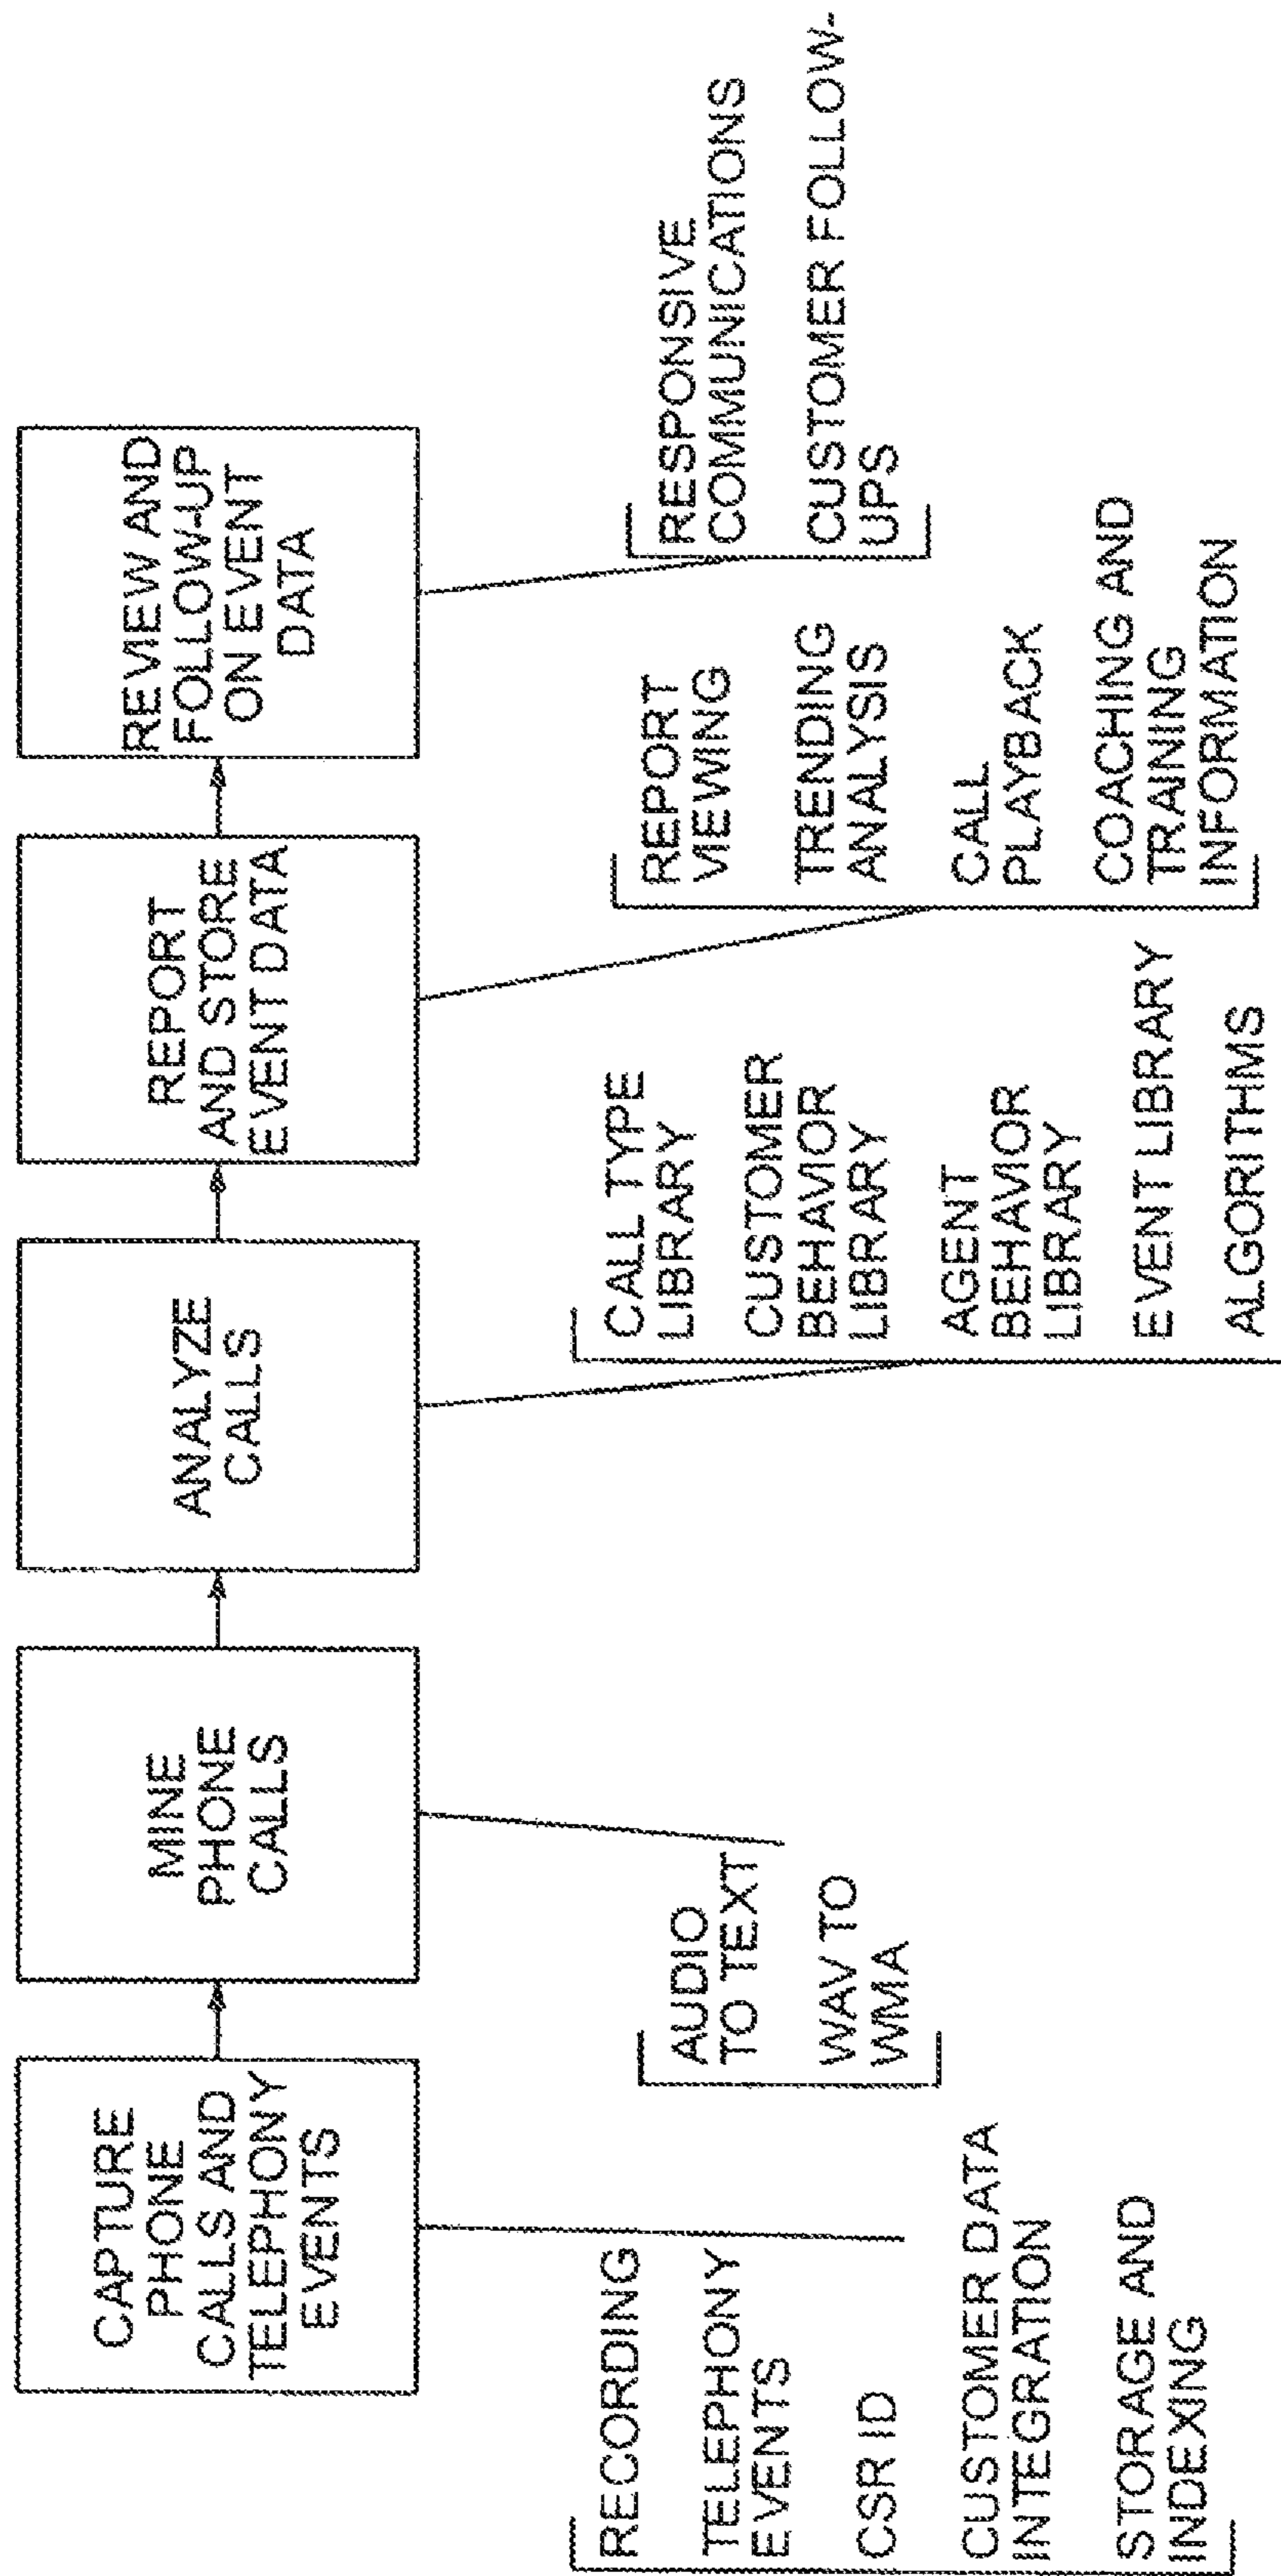 CAPTURE
PHONE
CALLS AND
TELEPHONY
EVENTS
MINE
PHONE
CALLS
ANALYZE
CALLS
REPORT
AND STORE
EVENT DATA
REVIEW AND
FOLLOW-UP
ON EVENT
DATA
RECORDING
TELEPHONY
EVENTS
CSR ID
CUSTOMER DATA
INTEGRATION
STORAGE AND
INDEXING
AUDIO
TO TEXT
WAV TO
WMA
CALL TYPE
LIBRARY
CUSTOMER
BEHAVIOR
LIBRARY
AGENT
BEHAVIOR
LIBRARY
EVENT LIBRARY
ALGORITHMS
REPORT
VIEWING
TRENDING
ANALYSIS
CALL
PLAYBACK
COACHING AND
TRAINING
INFORMATION
RESPONSIVE
COMMUNICATIONS
CUSTOMER FOLLOW-
UPS